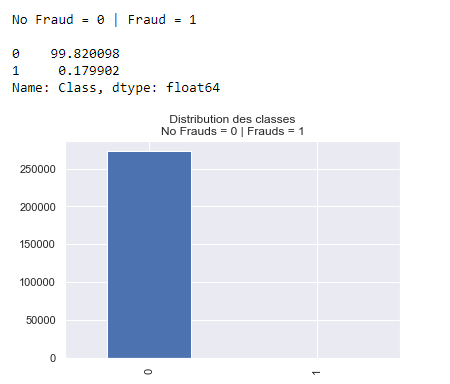 No Fraud = 0 | Fraud = 1
0    99.820098
1     0.179902
Name: Class, dtype: float64
Distribution des classes
No Frauds = 0 | Frauds = 1
250000
200000
150000
100000
50000
0
0
1